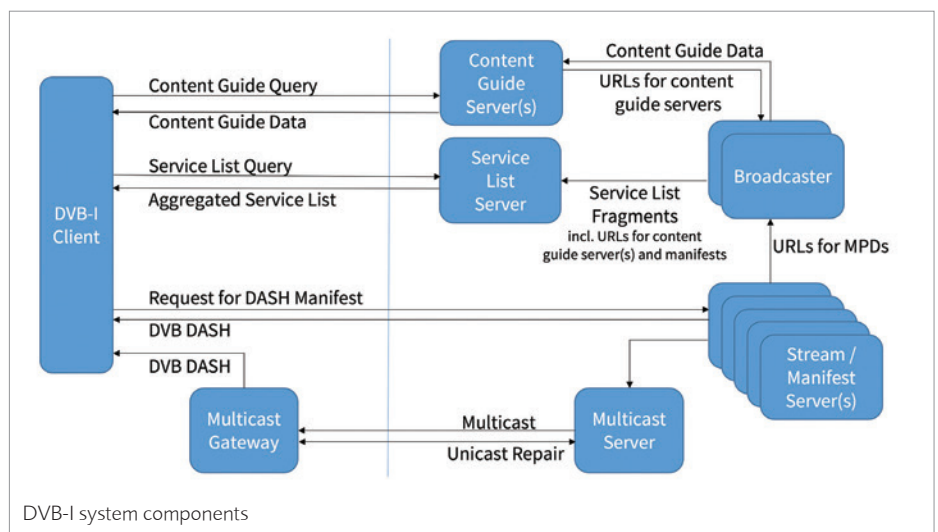 Content Guide Data
URLs for content
guide servers
Content
Guide
Server(s)
Content Guide Query
Content Guide Data
Service List Query
Aggregated Service List
Service
List
Server
Broadcaster
Service List
Fragments
incl. URLs for content
guide server(s) and manifests
DVB-I
Client
URLs for MPDs
Request for DASH Manifest
DVB DASH
DVB DASH
Stream /
Manifest
Server(s)
Multicast
Gateway
Multicast
Unicast Repair
Multicast
Server
DVB-I system components